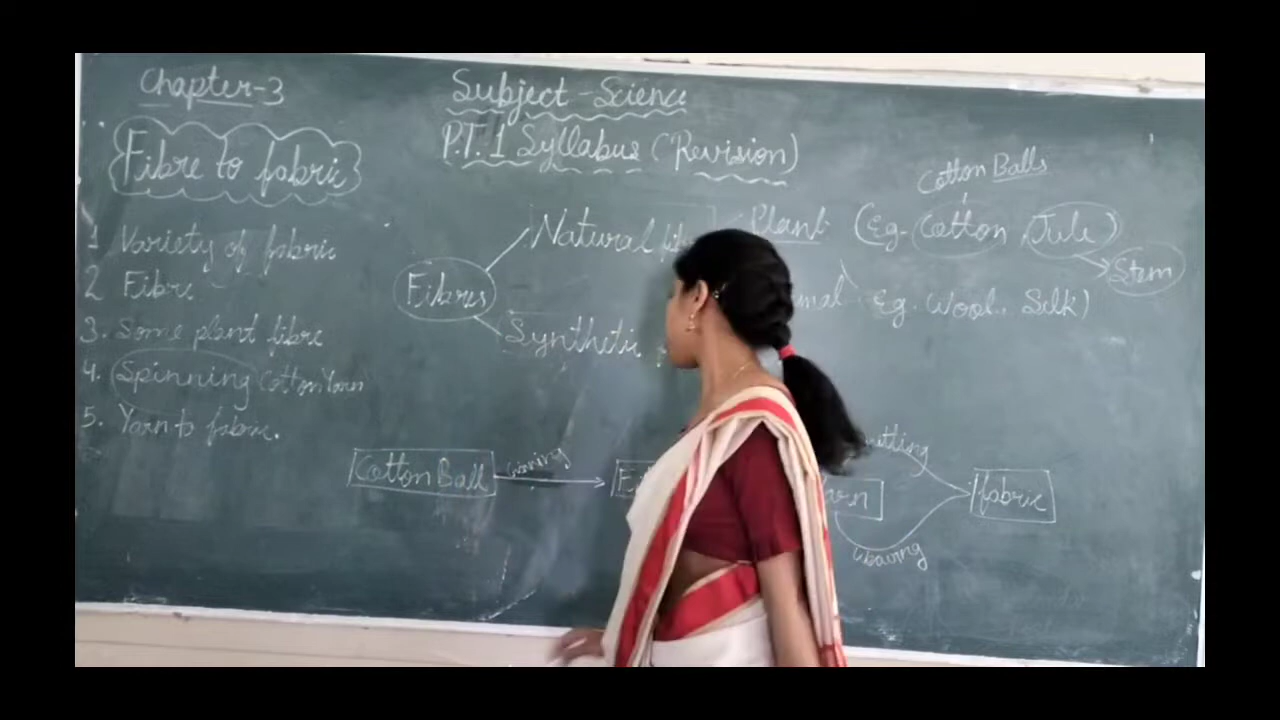 Chapter-3
Fibre to fabric
1 Variety of fabric
2 Fibre
3. Some plant fibre
4. Spinning Cotton Yarn
5. Yarn to fabric.
Subject-Science
P.T. 1 Syllabus (Revision)
Cotton Balls
Natural Plant (Eg. Cotton, Jute)
Stem
Fibres
Eg. Wool, Silk)
Synthetic
Cotton Ball
fabric
weaving